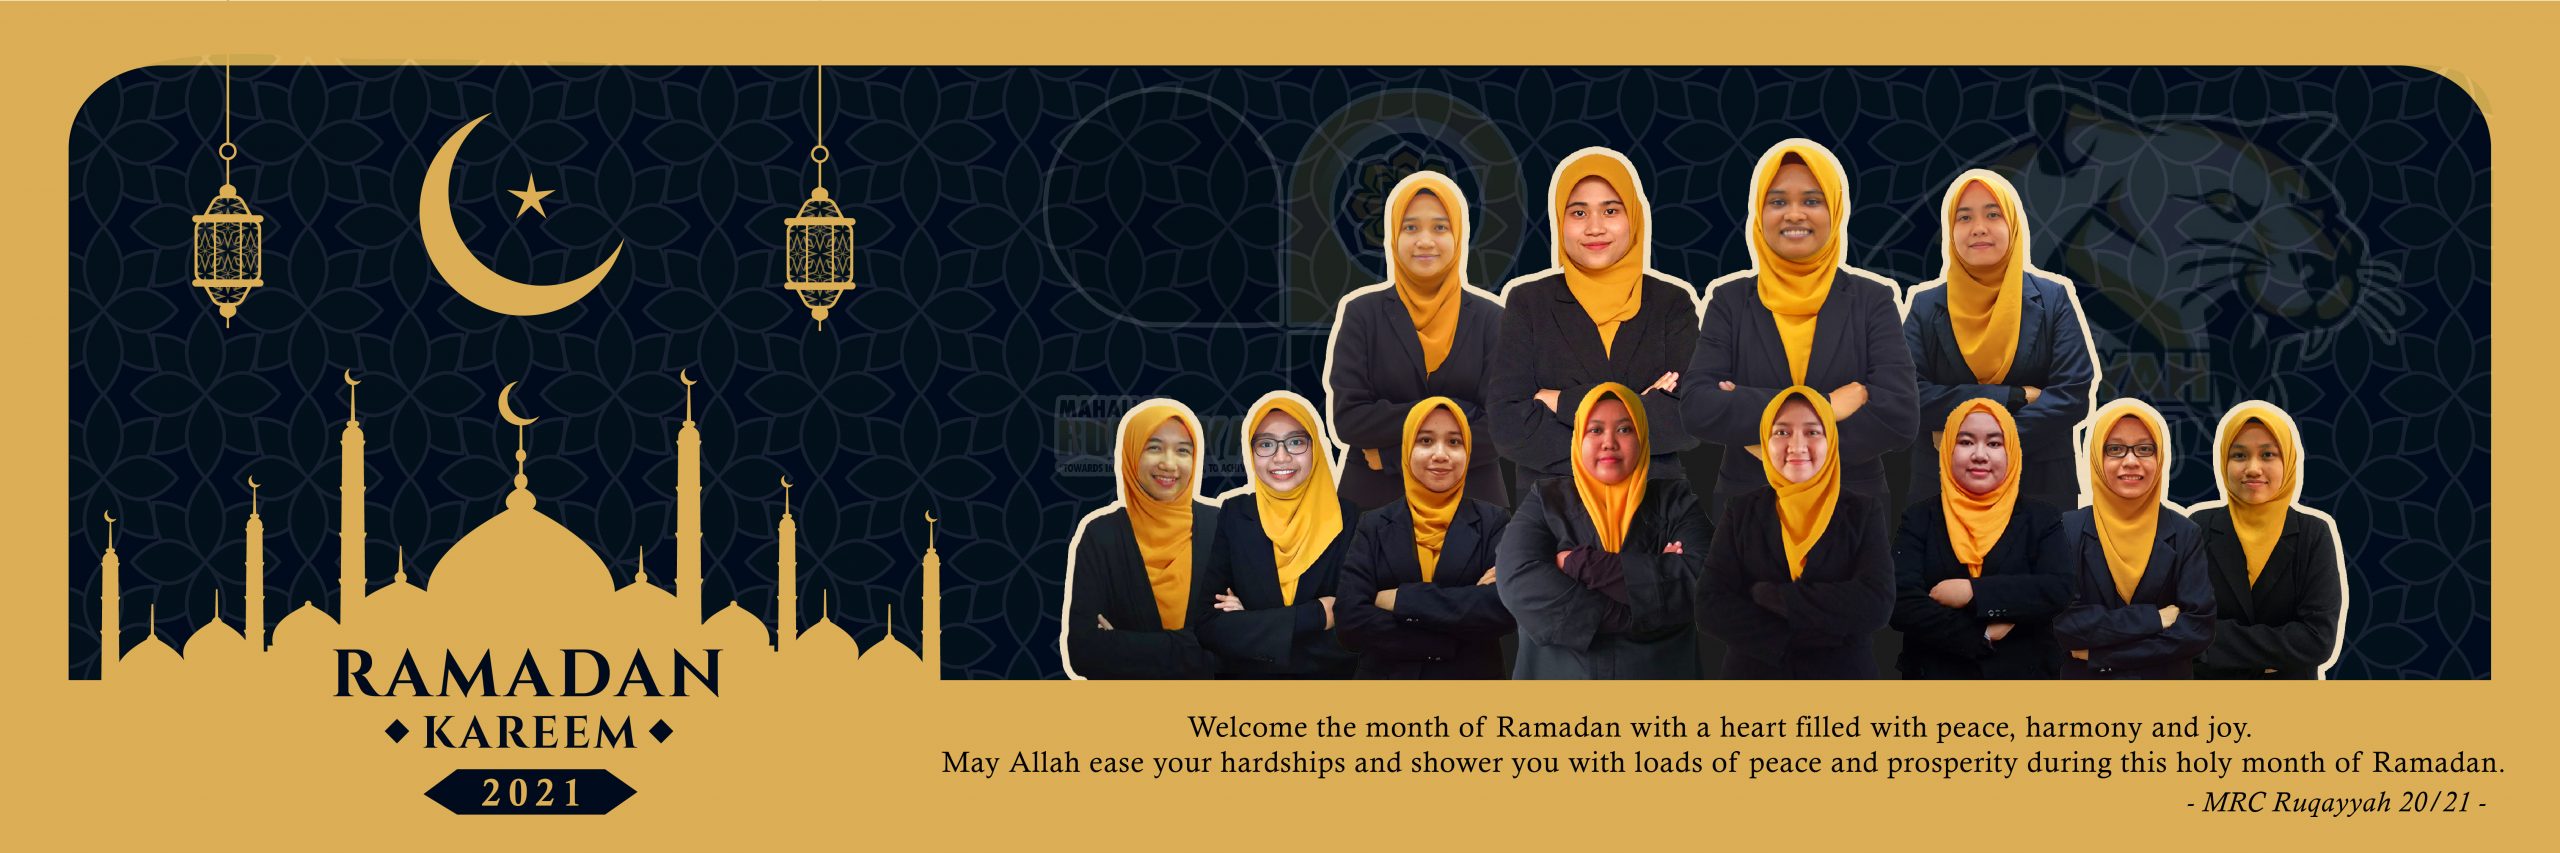 RAMADAN
KAREEM
2021
Welcome the month of Ramadan with a heart filled with peace, harmony and joy.
May Allah ease your hardships and shower you with loads of peace and prosperity during this holy month of Ramadan.
- MRC Ruqayyah 20/21 -